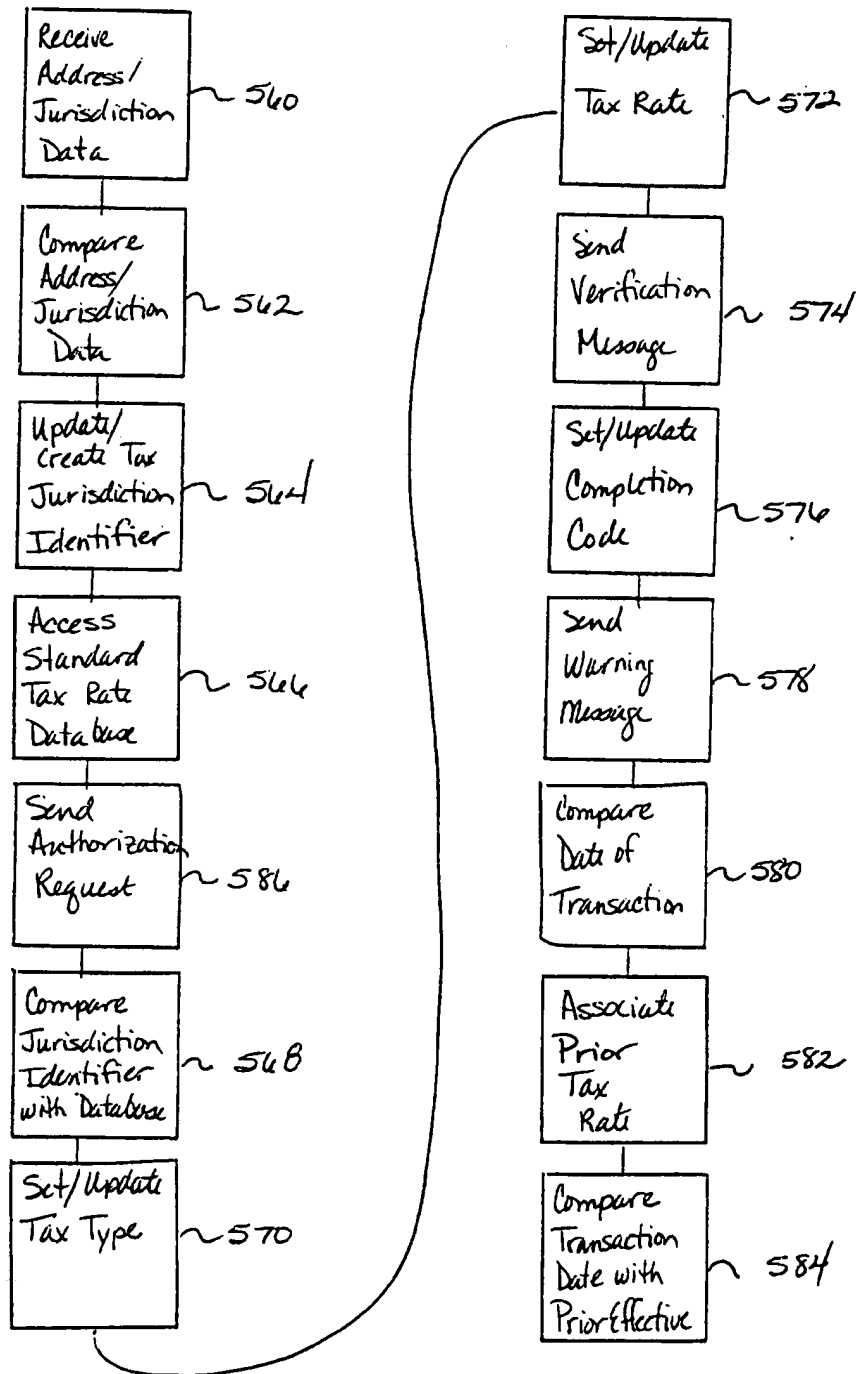 Receive
Address/
Jurisdiction
Data
560
Compare
Address/
Jurisdiction
Data
562
Update/
Create Tax
Jurisdiction
Identifier
564
Access
Standard
Tax Rate
Database
566
Send
Authorization
Request
586
Compare
Jurisdiction
Identifier
with Database
568
Set/Update
Tax Type
570
Set/Update
Tax Rate
572
Send
Verification
Message
574
Set/Update
Completion
Code
576
Send
Warning
Message
578
Compare
Date of
Transaction
580
Associate
Prior
Tax
Rate
582
Compare
Transaction
Date with
Prior Effective
584